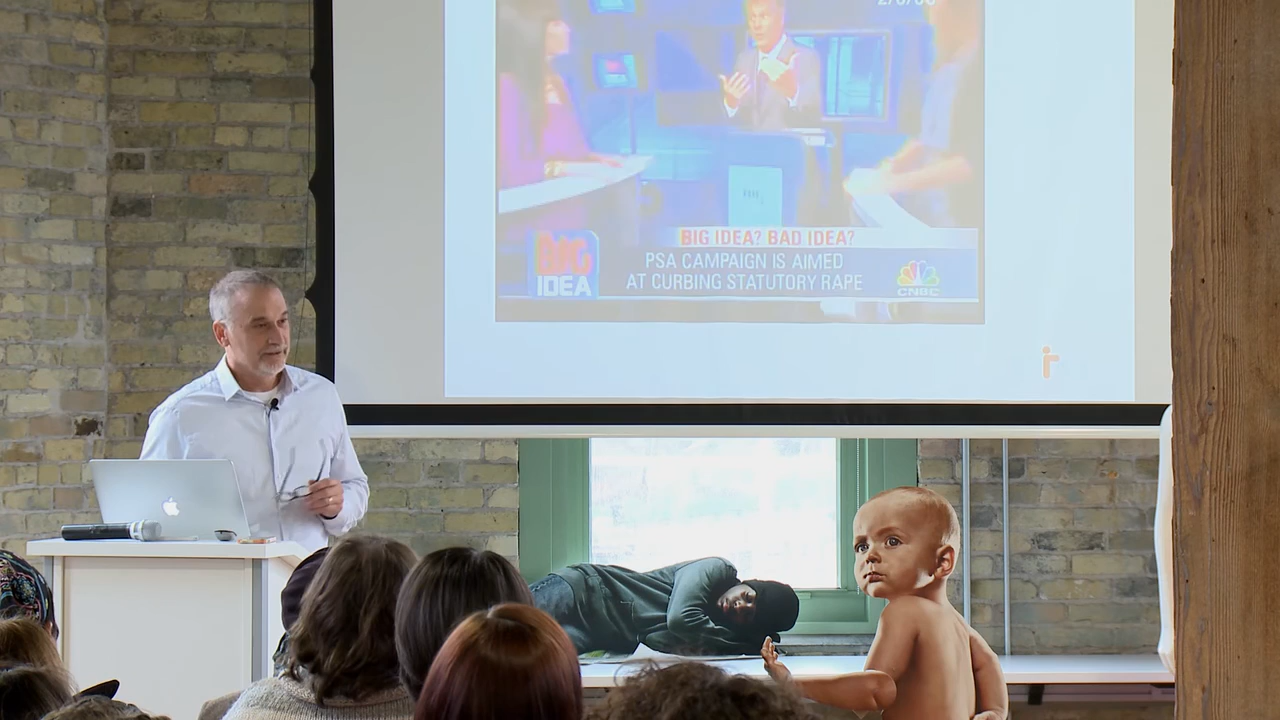 BIG IDEA? BAD IDEA?
BIG
IDEA
PSA CAMPAIGN IS AIMED
AT CURBING STATUTORY RAPE
CNBC